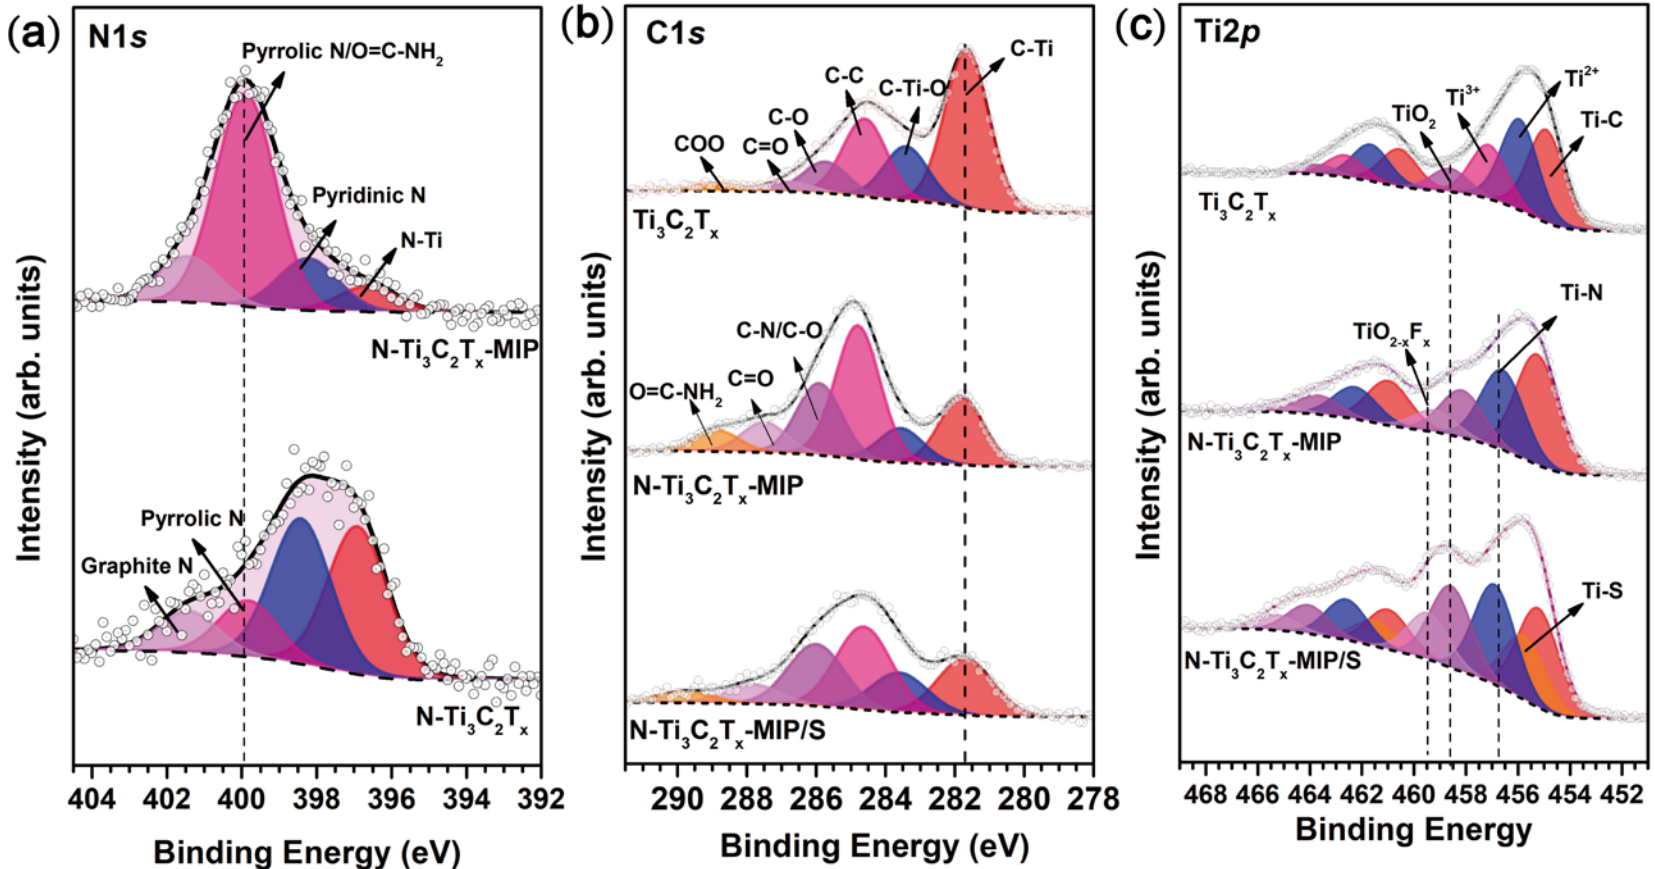 (a)
N1s
Pyrrolic N/O=C-NH₂
Pyridinic N
N-Ti
N-Ti₃C₂Tₓ-MIP
Pyrrolic N
Graphite N
N-Ti₃C₂Tₓ
Intensity (arb. units)
404 402 400 398 396 394 392
Binding Energy (eV)
(b)
C1s
C-Ti
C-C
C-Ti-O
C-O
COO
C=O
Ti₃C₂Tₓ
C-N/C-O
C=O
O=C-NH₂
N-Ti₃C₂Tₓ-MIP
N-Ti₃C₂Tₓ-MIP/S
Intensity (arb. units)
290 288 286 284 282 280 278
Binding Energy (eV)
(c)
Ti2p
Ti²⁺
Ti³⁺
TiO₂
Ti-C
Ti₃C₂Tₓ
Ti-N
TiO₂₋ₓFₓ
N-Ti₃C₂Tₓ-MIP
Ti-S
N-Ti₃C₂Tₓ-MIP/S
Intensity (arb. units)
468 466 464 462 460 458 456 454 452
Binding Energy